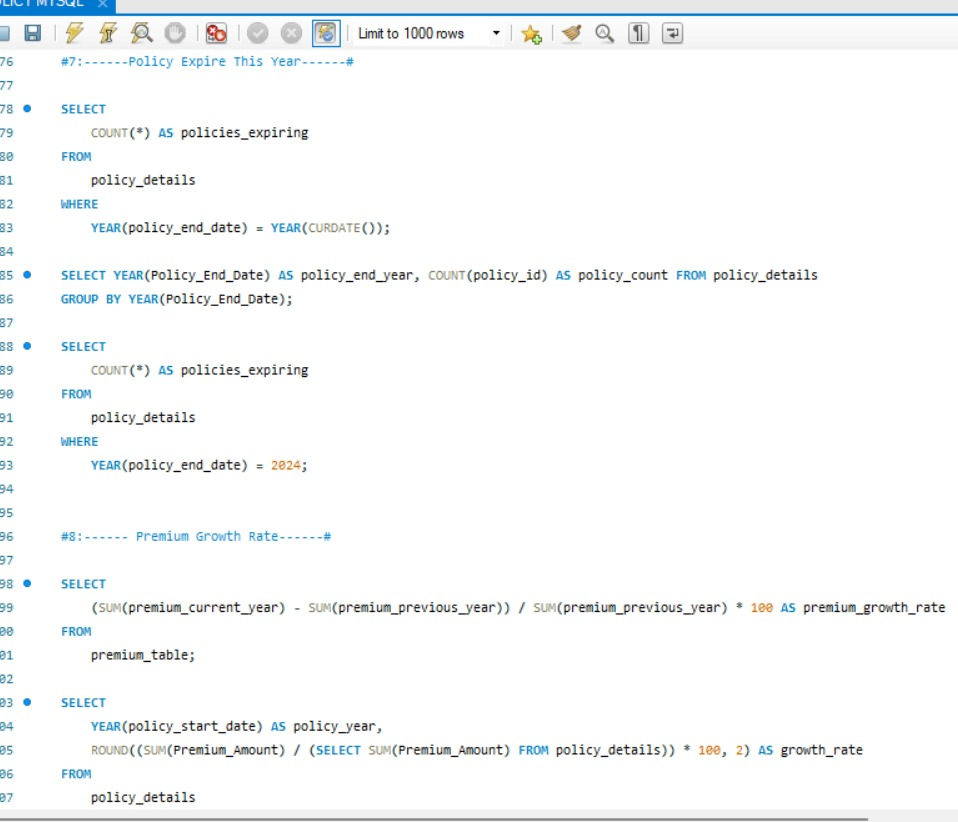 POLICY MYSQL ×
Limit to 1000 rows
76 #7:------Policy Expire This Year------#
77
78 SELECT
79 COUNT(*) AS policies_expiring
80 FROM
81 policy_details
82 WHERE
83 YEAR(policy_end_date) = YEAR(CURDATE());
84
85 SELECT YEAR(Policy_End_Date) AS policy_end_year, COUNT(policy_id) AS policy_count FROM policy_details
86 GROUP BY YEAR(Policy_End_Date);
87
88 SELECT
89 COUNT(*) AS policies_expiring
90 FROM
91 policy_details
92 WHERE
93 YEAR(policy_end_date) = 2024;
94
95
96 #8:------ Premium Growth Rate------#
97
98 SELECT
99 (SUM(premium_current_year) - SUM(premium_previous_year)) / SUM(premium_previous_year) * 100 AS premium_growth_rate
00 FROM
01 premium_table;
02
03 SELECT
04 YEAR(policy_start_date) AS policy_year,
05 ROUND((SUM(Premium_Amount) / (SELECT SUM(Premium_Amount) FROM policy_details)) * 100, 2) AS growth_rate
06 FROM
07 policy_details